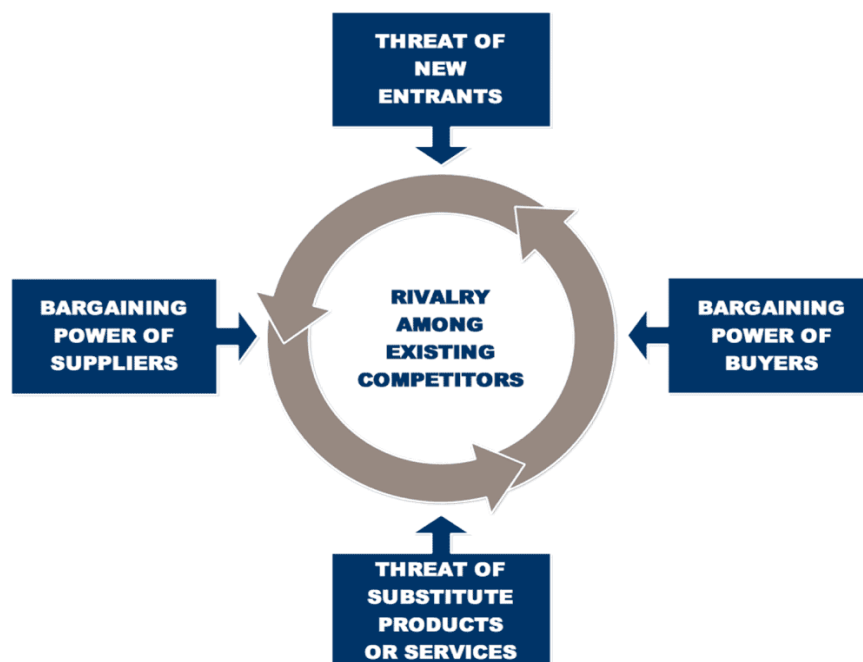 THREAT OF
NEW
ENTRANTS
BARGAINING
POWER OF
SUPPLIERS
RIVALRY
AMONG
EXISTING
COMPETITORS
BARGAINING
POWER OF
BUYERS
THREAT OF
SUBSTITUTE
PRODUCTS
OR SERVICES